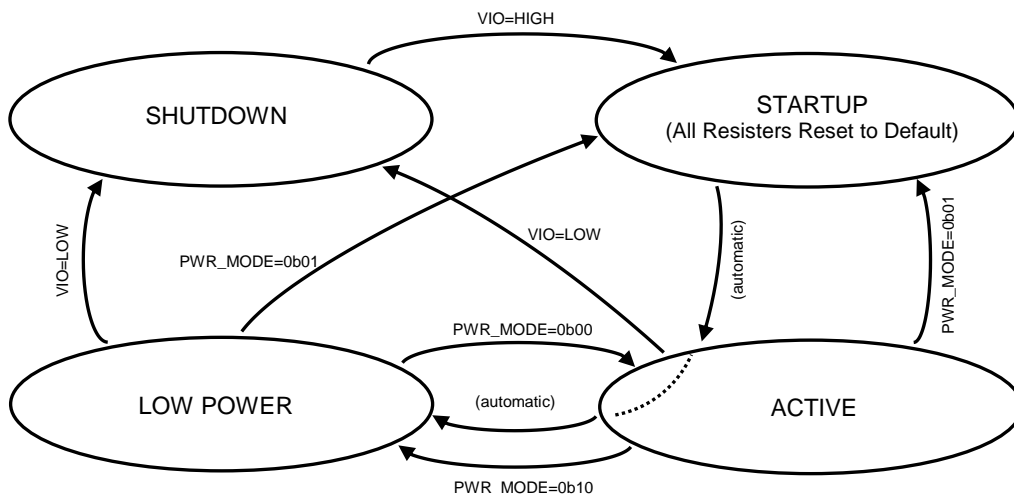 VIO=HIGH
SHUTDOWN
STARTUP
(All Resisters Reset to Default)
VIO=LOW
PWR_MODE=0b01
VIO=LOW
(automatic)
PWR_MODE=0b01
PWR_MODE=0b00
LOW POWER
(automatic)
ACTIVE
PWR_MODE=0b10